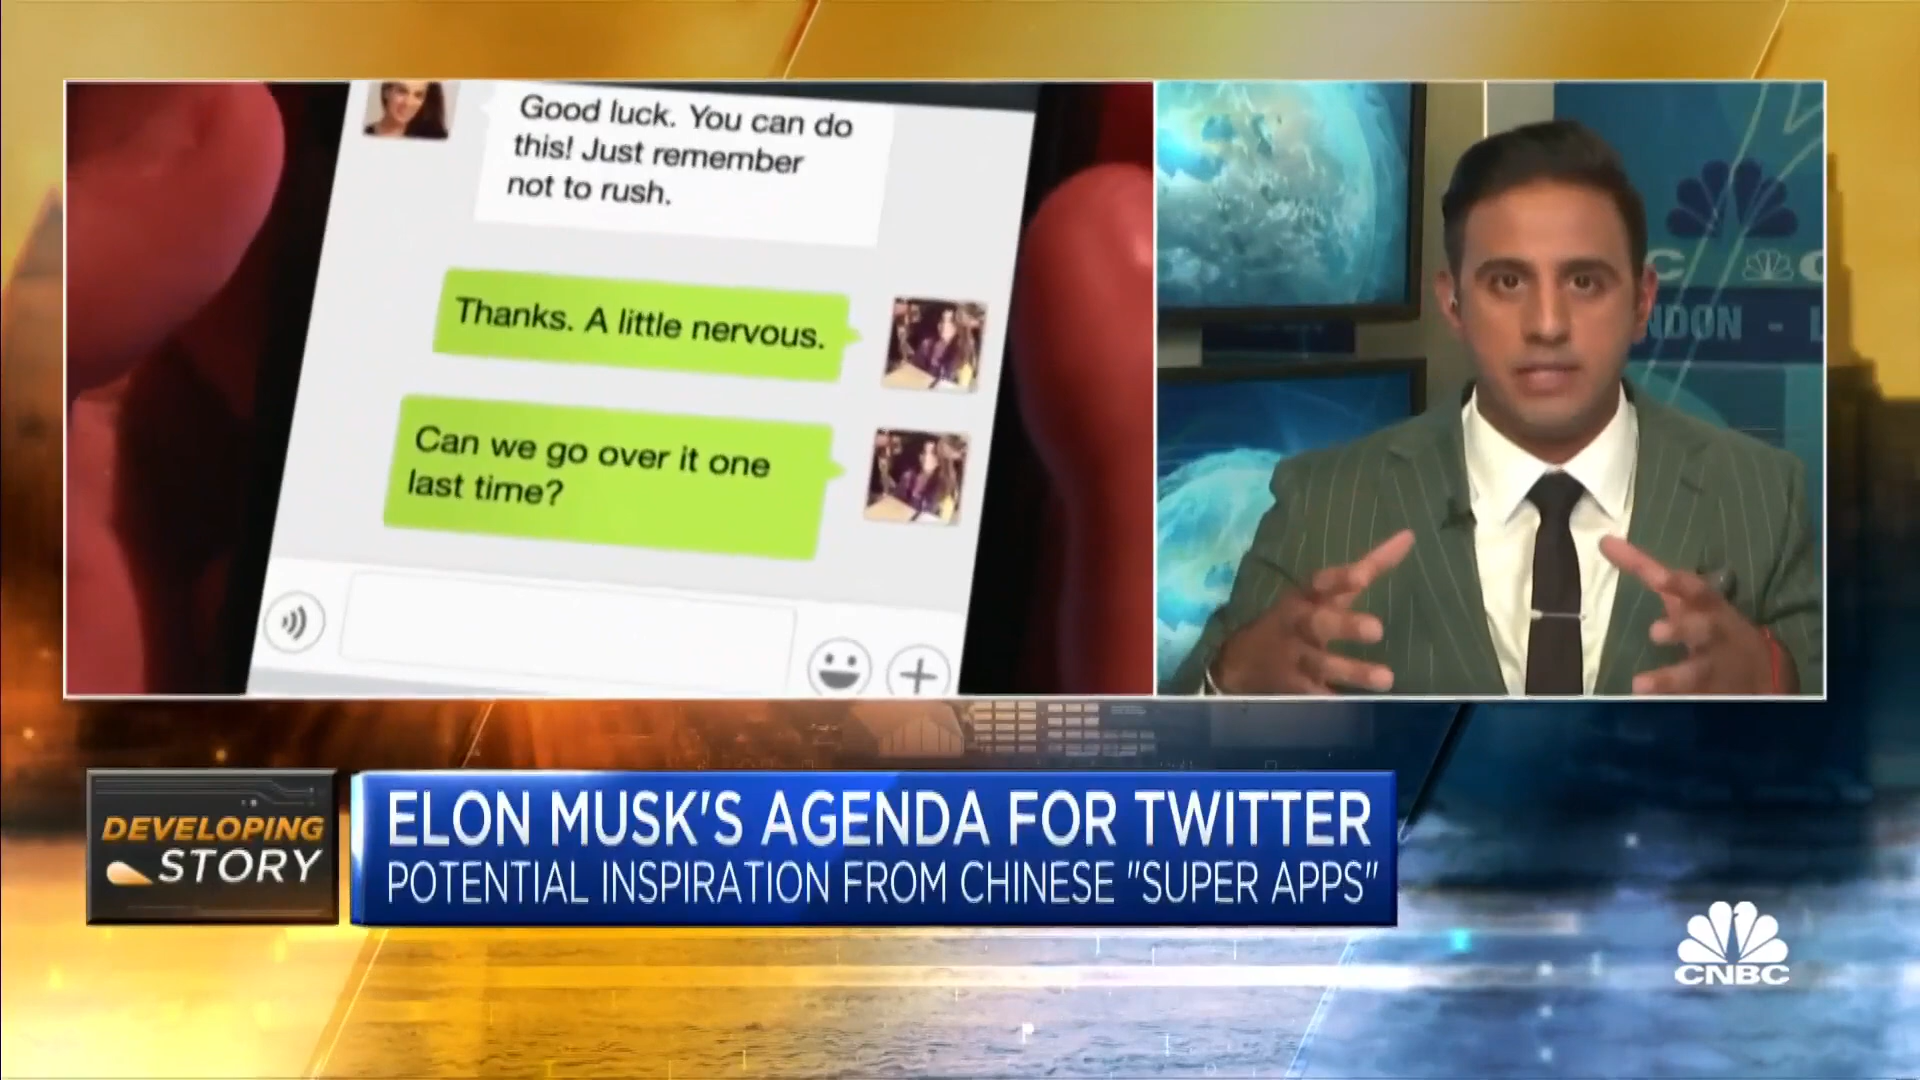 Good luck. You can do
this! Just remember
not to rush.
Thanks. A little nervous.
Can we go over it one
last time?
C
C
NDON - L
DEVELOPING
STORY
ELON MUSK'S AGENDA FOR TWITTER
POTENTIAL INSPIRATION FROM CHINESE "SUPER APPS"
CNBC